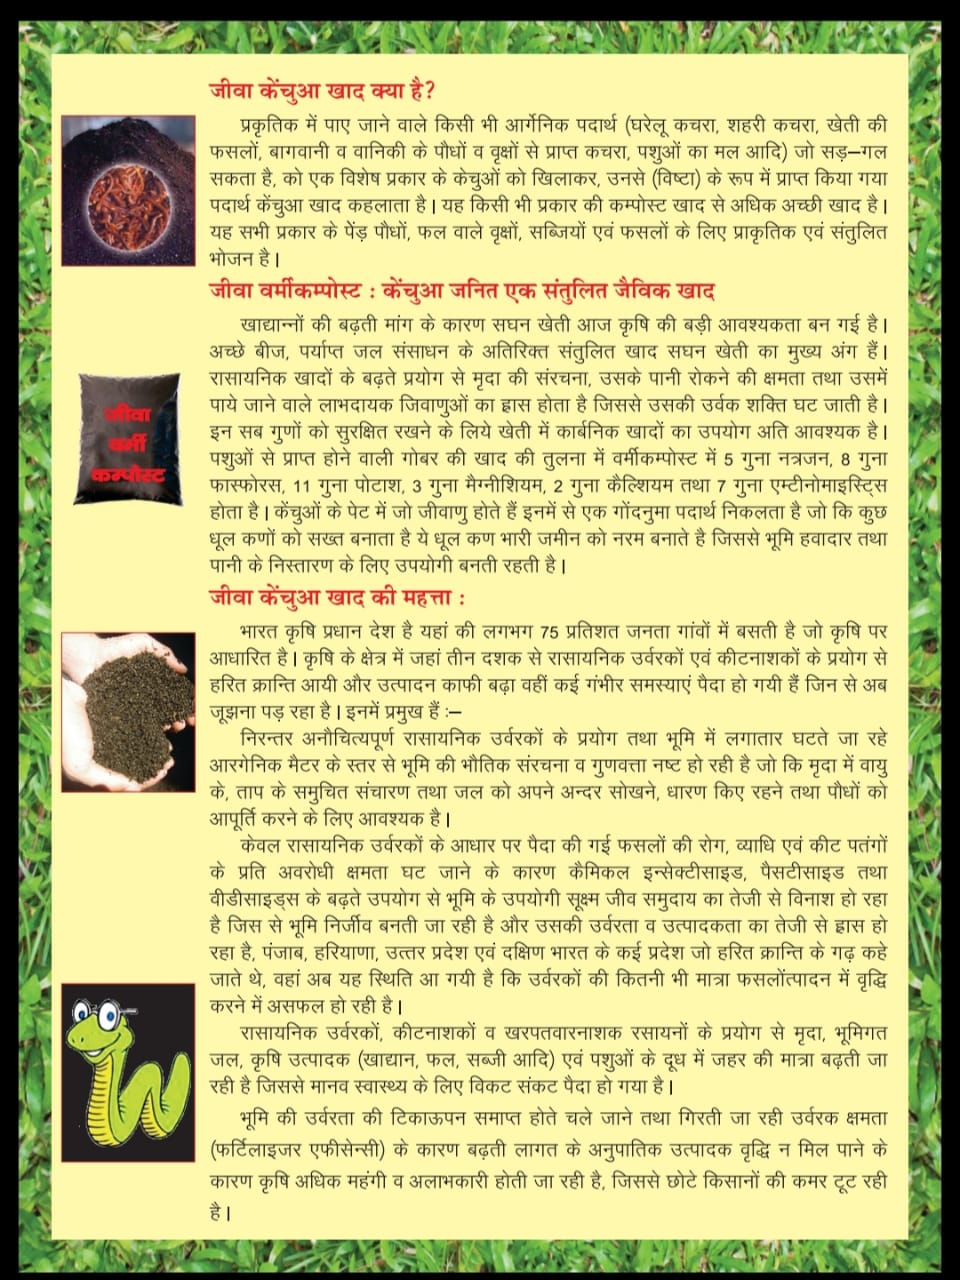 जीवा केंचुआ खाद क्या है?
प्रकृतिक में पाए जाने वाले किसी भी आर्गेनिक पदार्थ (घरेलू कचरा, शहरी कचरा, खेती की
फसलों, बागवानी व वानिकी के पौधों व वृक्षों से प्राप्त कचरा, पशुओं का मल आदि) जो सड़–गल
सकता है, को एक विशेष प्रकार के केचुओं को खिलाकर, उनसे (विष्टा) के रूप में प्राप्त किया गया
पदार्थ केंचुआ खाद कहलाता है। यह किसी भी प्रकार की कम्पोस्ट खाद से अधिक अच्छी खाद है।
यह सभी प्रकार के पेंड़ पौधों, फल वाले वृक्षों, सब्जियों एवं फसलों के लिए प्राकृतिक एवं संतुलित
भोजन है।
जीवा वर्मीकम्पोस्ट : केंचुआ जनित एक संतुलित जैविक खाद
खाद्यान्नों की बढ़ती मांग के कारण सघन खेती आज कृषि की बड़ी आवश्यकता बन गई है।
अच्छे बीज, पर्याप्त जल संसाधन के अतिरिक्त संतुलित खाद सघन खेती का मुख्य अंग हैं।
रासायनिक खादों के बढ़ते प्रयोग से मृदा की संरचना, उसके पानी रोकने की क्षमता तथा उसमें
पाये जाने वाले लाभदायक जिवाणुओं का ह्रास होता है जिससे उसकी उर्वक शक्ति घट जाती है।
इन सब गुणों को सुरक्षित रखने के लिये खेती में कार्बनिक खादों का उपयोग अति आवश्यक है।
पशुओं से प्राप्त होने वाली गोबर की खाद की तुलना में वर्मीकम्पोस्ट में 5 गुना नत्रजन, 8 गुना
फास्फोरस, 11 गुना पोटाश, 3 गुना मैग्नीशियम, 2 गुना कैल्शियम तथा 7 गुना एम्टीनोमाइस्टि्स
होता है। केंचुओं के पेट में जो जीवाणु होते हैं इनमें से एक गोंदनुमा पदार्थ निकलता है जो कि कुछ
धूल कणों को सख्त बनाता है ये धूल कण भारी जमीन को नरम बनाते है जिससे भूमि हवादार तथा
पानी के निस्तारण के लिए उपयोगी बनती रहती है।
जीवा
वर्मी
कम्पोस्ट
जीवा केंचुआ खाद की महत्ता :
भारत कृषि प्रधान देश है यहां की लगभग 75 प्रतिशत जनता गांवों में बसती है जो कृषि पर
आधारित है। कृषि के क्षेत्र में जहां तीन दशक से रासायनिक उर्वरकों एवं कीटनाशकों के प्रयोग से
हरित क्रान्ति आयी और उत्पादन काफी बढ़ा वहीं कई गंभीर समस्याएं पैदा हो गयी हैं जिन से अब
जूझना पड़ रहा है। इनमें प्रमुख हैं :–
निरन्तर अनौचित्यपूर्ण रासायनिक उर्वरकों के प्रयोग तथा भूमि में लगातार घटते जा रहे
आरगेनिक मैटर के स्तर से भूमि की भौतिक संरचना व गुणवत्ता नष्ट हो रही है जो कि मृदा में वायु
के, ताप के समुचित संचारण तथा जल को अपने अन्दर सोखने, धारण किए रहने तथा पौधों को
आपूर्ति करने के लिए आवश्यक है।
केवल रासायनिक उर्वरकों के आधार पर पैदा की गई फसलों की रोग, व्याधि एवं कीट पतंगों
के प्रति अवरोधी क्षमता घट जाने के कारण कैमिकल इन्सेक्टीसाइड, पैसटीसाइड तथा
वीडीसाइड्स के बढ़ते उपयोग से भूमि के उपयोगी सूक्ष्म जीव समुदाय का तेजी से विनाश हो रहा
है जिस से भूमि निर्जीव बनती जा रही है और उसकी उर्वरता व उत्पादकता का तेजी से ह्रास हो
रहा है, पंजाब, हरियाणा, उत्तर प्रदेश एवं दक्षिण भारत के कई प्रदेश जो हरित क्रान्ति के गढ़ कहे
जाते थे, वहां अब यह स्थिति आ गयी है कि उर्वरकों की कितनी भी मात्रा फसलोंत्पादन में वृद्धि
करने में असफल हो रही है।
रासायनिक उर्वरकों, कीटनाशकों व खरपतवारनाशक रसायनों के प्रयोग से मृदा, भूमिगत
जल, कृषि उत्पादक (खाद्यान, फल, सब्जी आदि) एवं पशुओं के दूध में जहर की मात्रा बढ़ती जा
रही है जिससे मानव स्वास्थ्य के लिए विकट संकट पैदा हो गया है।
भूमि की उर्वरता की टिकाऊपन समाप्त होते चले जाने तथा गिरती जा रही उर्वरक क्षमता
(फर्टिलाइजर एफीसेन्सी) के कारण बढ़ती लागत के अनुपातिक उत्पादक वृद्धि न मिल पाने के
कारण कृषि अधिक महंगी व अलाभकारी होती जा रही है, जिससे छोटे किसानों की कमर टूट रही
है।